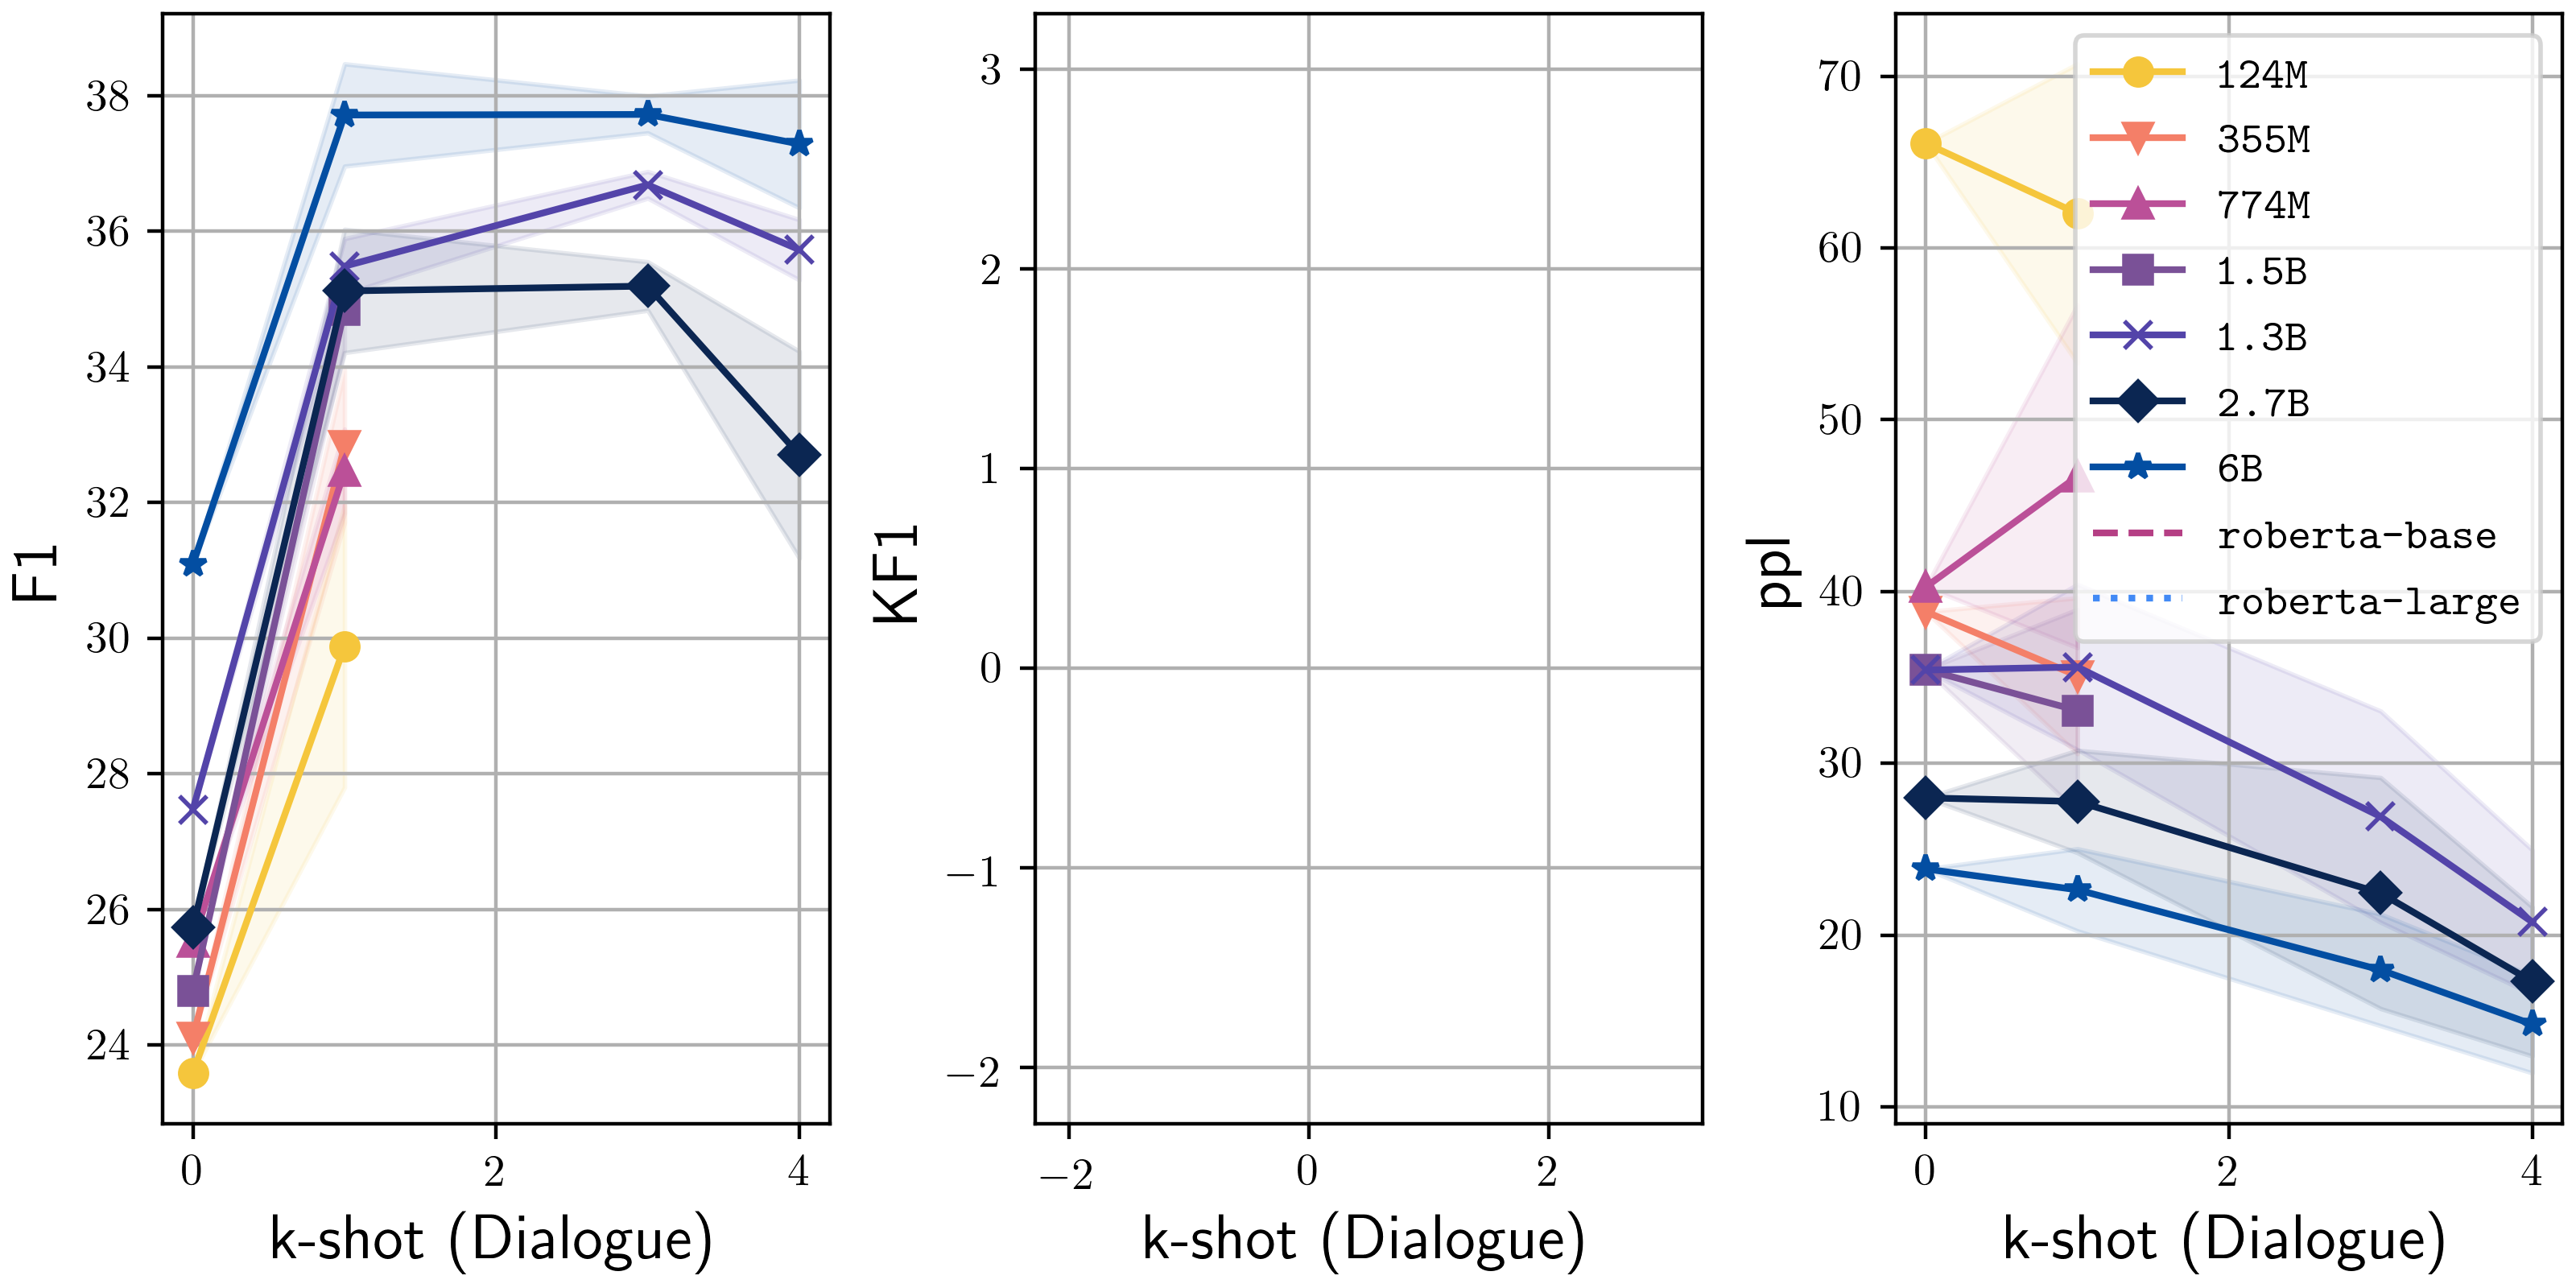 38
36
34
32
30
28
26
24
F1
0 2 4
k-shot (Dialogue)
3
2
1
0
−1
−2
KF1
−2 0 2
k-shot (Dialogue)
70
60
50
40
30
20
10
ppl
0 2 4
k-shot (Dialogue)
124M
355M
774M
1.5B
1.3B
2.7B
6B
roberta-base
roberta-large